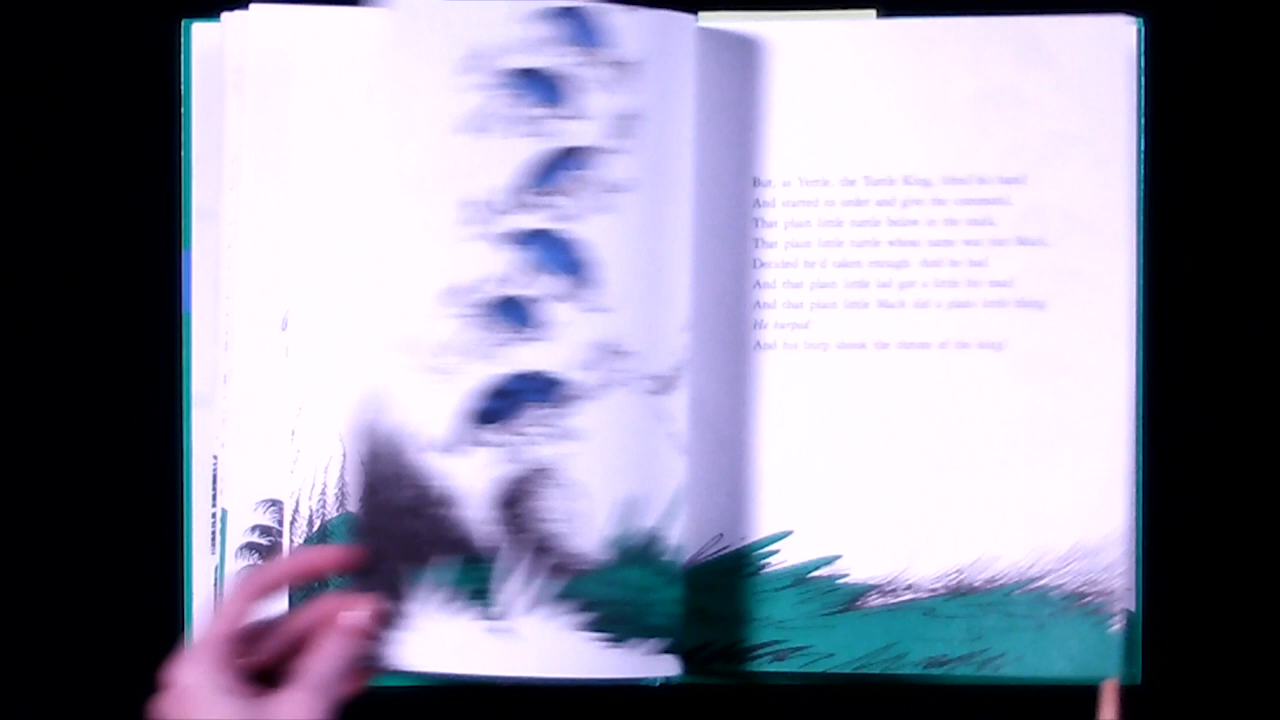 But, as Yertle, the Turtle King, lifted his hand
And started to order and give the command,
That plain little turtle below in the stack,
That plain little turtle whose name was just Mack,
Decided he'd taken enough. And he had.
And that plain little lad got a little bit mad
And that plain little Mack did a plain little thing.
He burped!
And his burp shook the throne of the king!